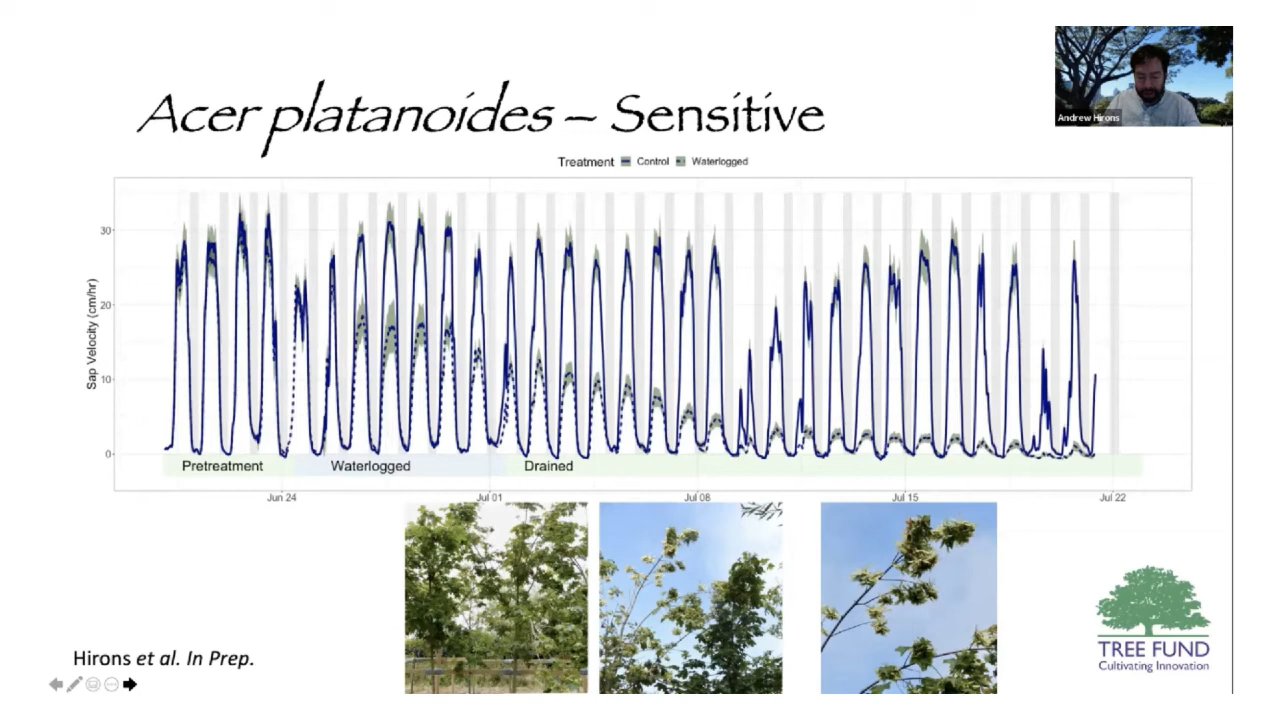 Acer platanoides – Sensitive
Andrew Hirons
Treatment Control Waterlogged
Sap Velocity (cm/hr)
30
20
10
0
Pretreatment Waterlogged Drained
Jun 24 Jul 01 Jul 08 Jul 15 Jul 22
Hirons et al. In Prep.
TREE FUND
Cultivating Innovation